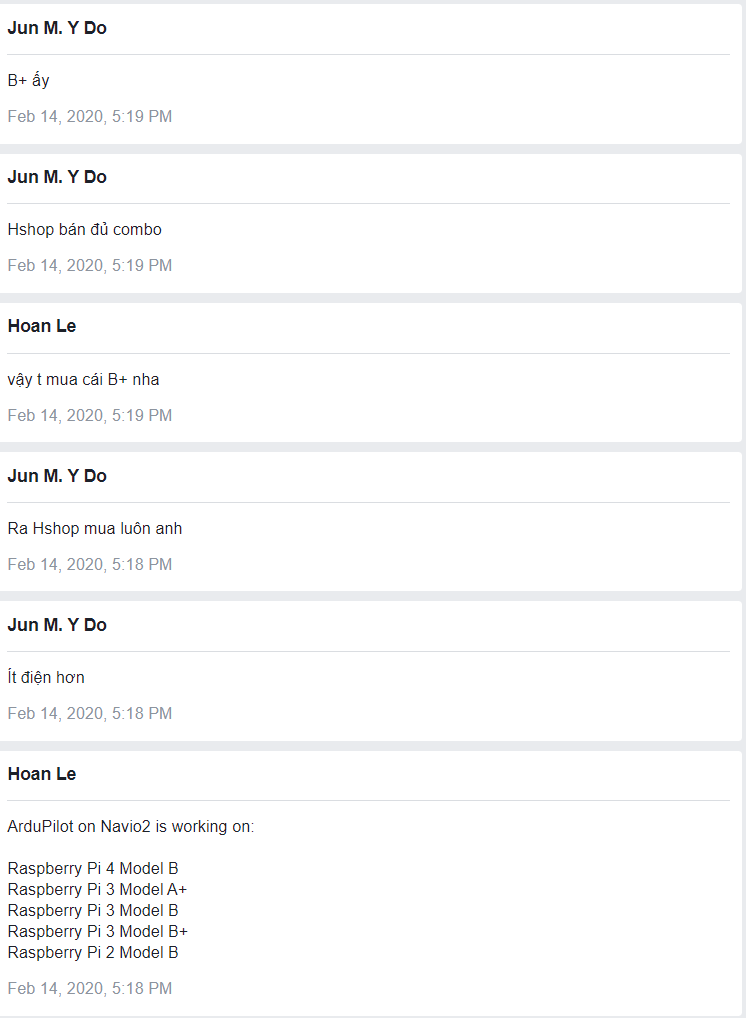 Jun M. Y Do
B+ ấy
Feb 14, 2020, 5:19 PM
Jun M. Y Do
Hshop bán đủ combo
Feb 14, 2020, 5:19 PM
Hoan Le
vậy t mua cái B+ nha
Feb 14, 2020, 5:19 PM
Jun M. Y Do
Ra Hshop mua luôn anh
Feb 14, 2020, 5:18 PM
Jun M. Y Do
Ít điện hơn
Feb 14, 2020, 5:18 PM
Hoan Le
ArduPilot on Navio2 is working on:
Raspberry Pi 4 Model B
Raspberry Pi 3 Model A+
Raspberry Pi 3 Model B
Raspberry Pi 3 Model B+
Raspberry Pi 2 Model B
Feb 14, 2020, 5:18 PM